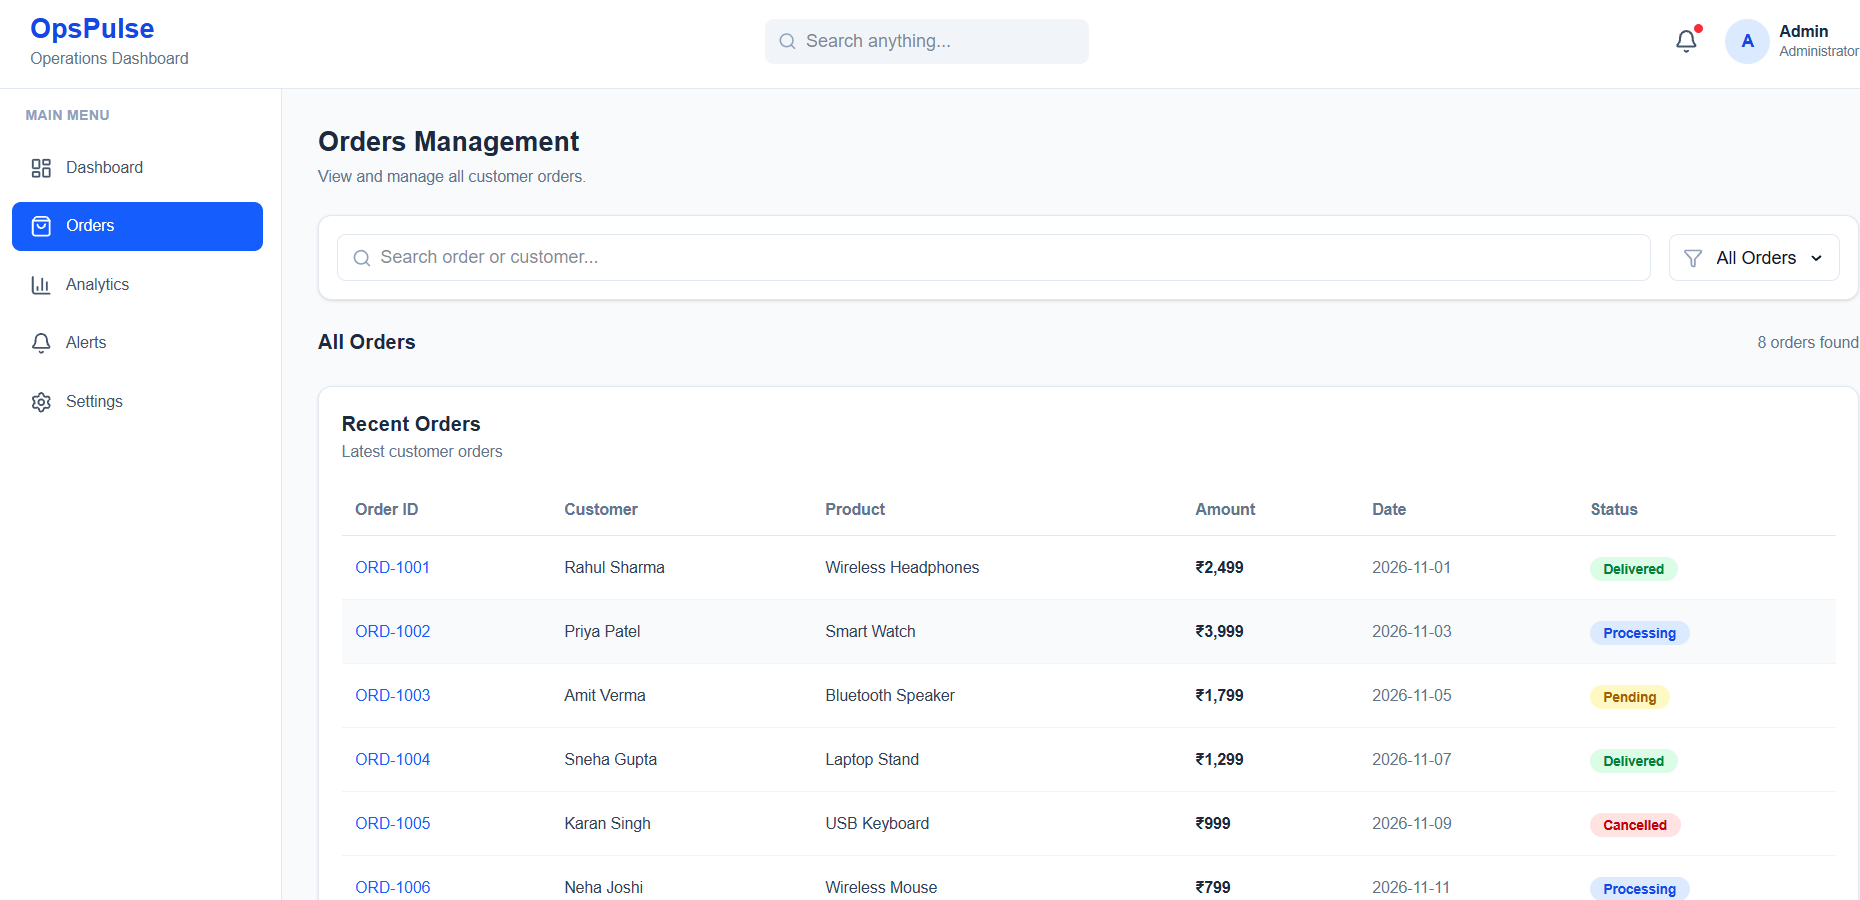 OpsPulse
Operations Dashboard
Search anything...
A
Admin
Administrator
MAIN MENU
Dashboard
Orders
Analytics
Alerts
Settings
Orders Management
View and manage all customer orders.
Search order or customer...
All Orders
All Orders
8 orders found
Recent Orders
Latest customer orders
Order ID Customer Product Amount Date Status
ORD-1001 Rahul Sharma Wireless Headphones ₹2,499 2026-11-01 Delivered
ORD-1002 Priya Patel Smart Watch ₹3,999 2026-11-03 Processing
ORD-1003 Amit Verma Bluetooth Speaker ₹1,799 2026-11-05 Pending
ORD-1004 Sneha Gupta Laptop Stand ₹1,299 2026-11-07 Delivered
ORD-1005 Karan Singh USB Keyboard ₹999 2026-11-09 Cancelled
ORD-1006 Neha Joshi Wireless Mouse ₹799 2026-11-11 Processing